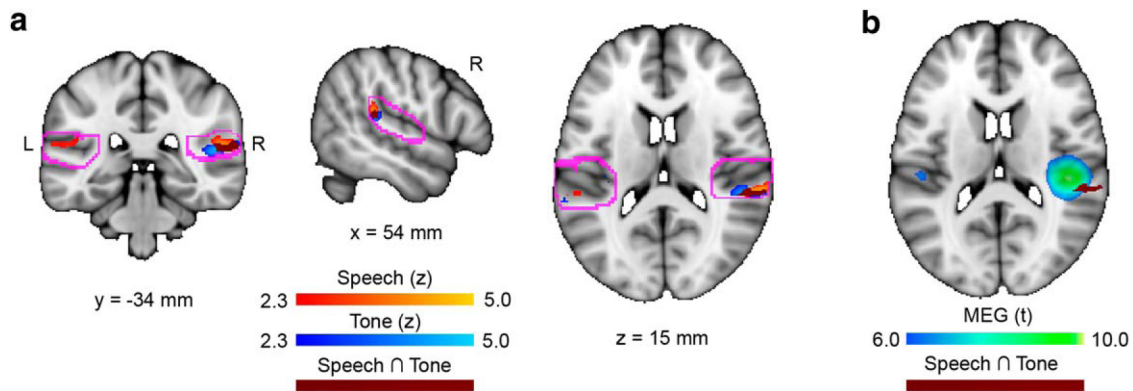 a
b
R
L
R
y = -34 mm
x = 54 mm
z = 15 mm
Speech (z)
2.3 5.0
Tone (z)
2.3 5.0
Speech ∩ Tone
MEG (t)
6.0 10.0
Speech ∩ Tone